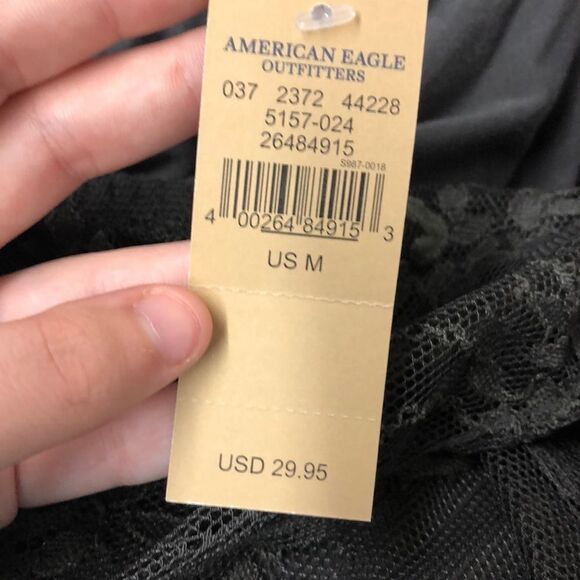 AMERICAN EAGLE
OUTFITTERS
037 2372 44228
5157-024
26484915
S987-0018
4 00264 84915 3
US M
USD 29.95